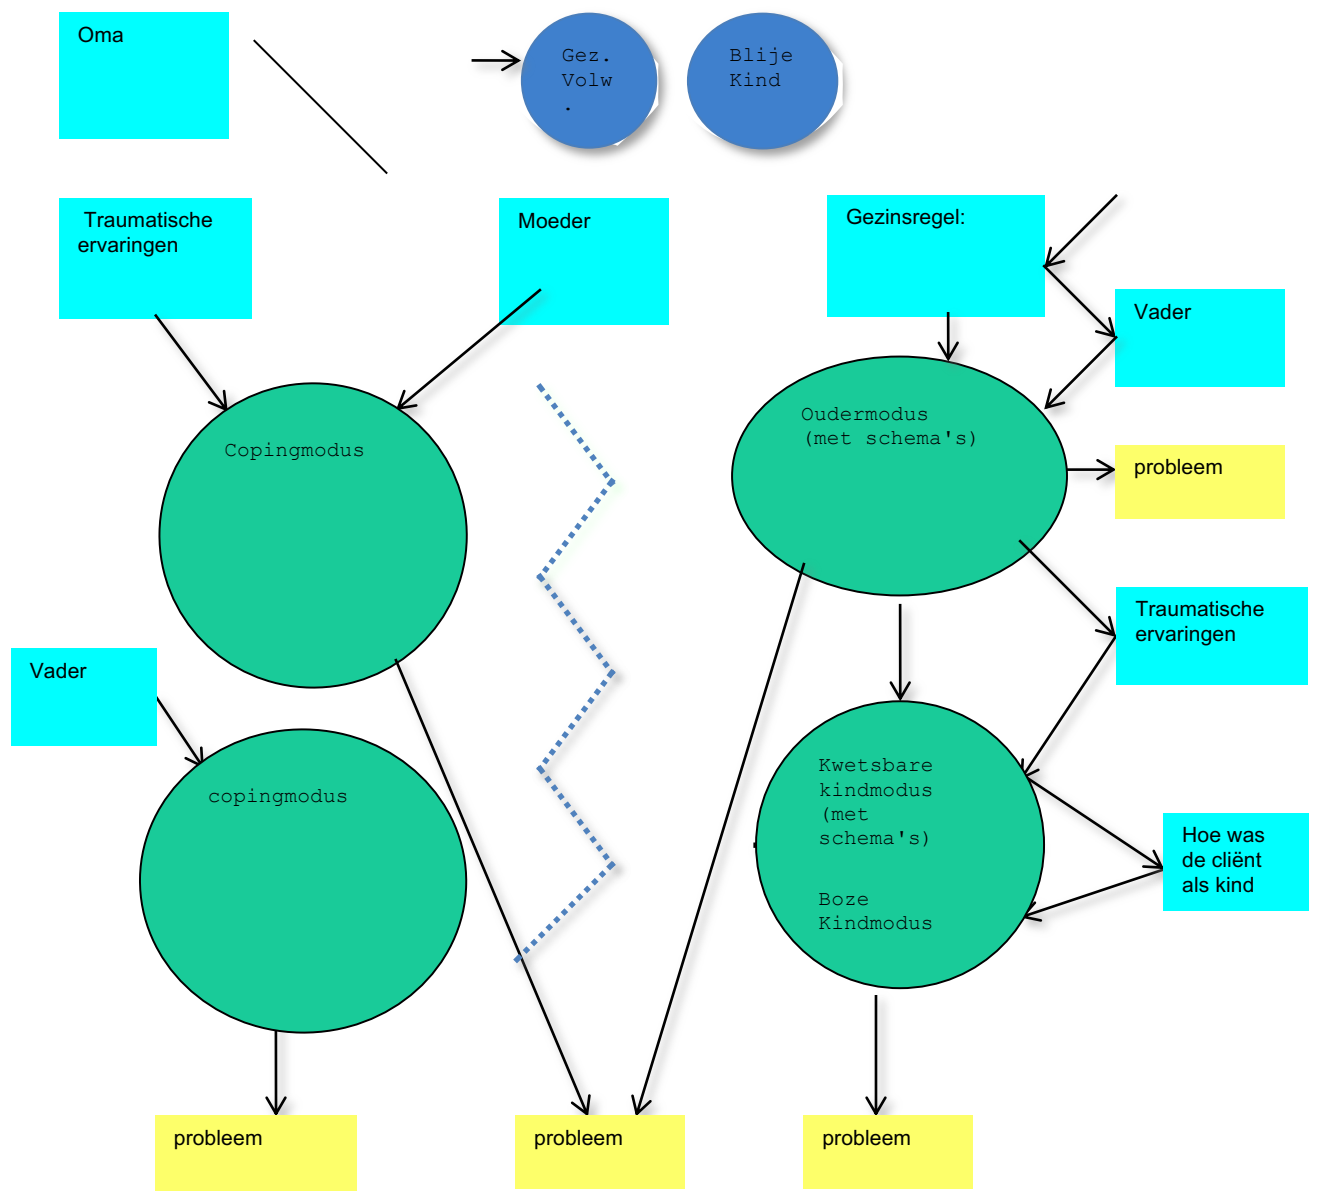 Oma
Gez.
Volw
.
Blije
Kind
Traumatische
ervaringen
Moeder
Gezinsregel:
Vader
Copingmodus
Oudermodus
(met schema's)
probleem
Traumatische
ervaringen
Vader
copingmodus
Kwetsbare
kindmodus
(met
schema's)
Boze
Kindmodus
Hoe was
de cliënt
als kind
probleem
probleem
probleem